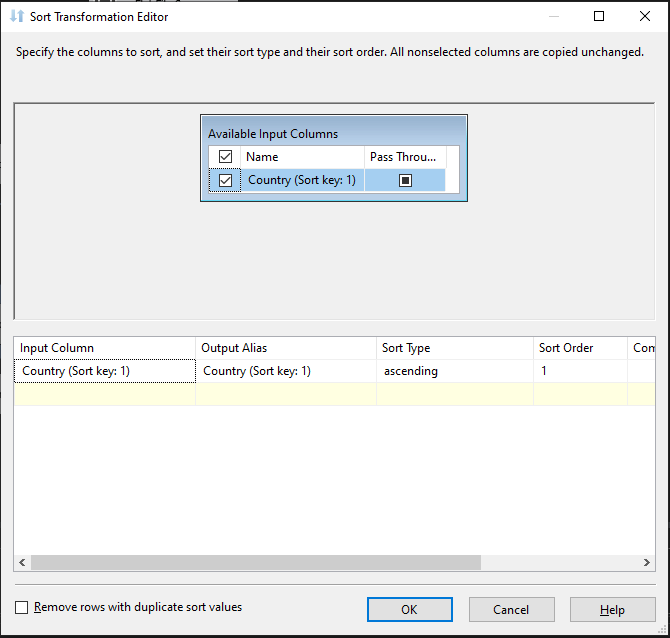 Sort Transformation Editor
Specify the columns to sort, and set their sort type and their sort order. All nonselected columns are copied unchanged.
Available Input Columns
Name Pass Throu...
Country (Sort key: 1)
Input Column Output Alias Sort Type Sort Order Com
Country (Sort key: 1) Country (Sort key: 1) ascending 1
Remove rows with duplicate sort values
OK Cancel Help